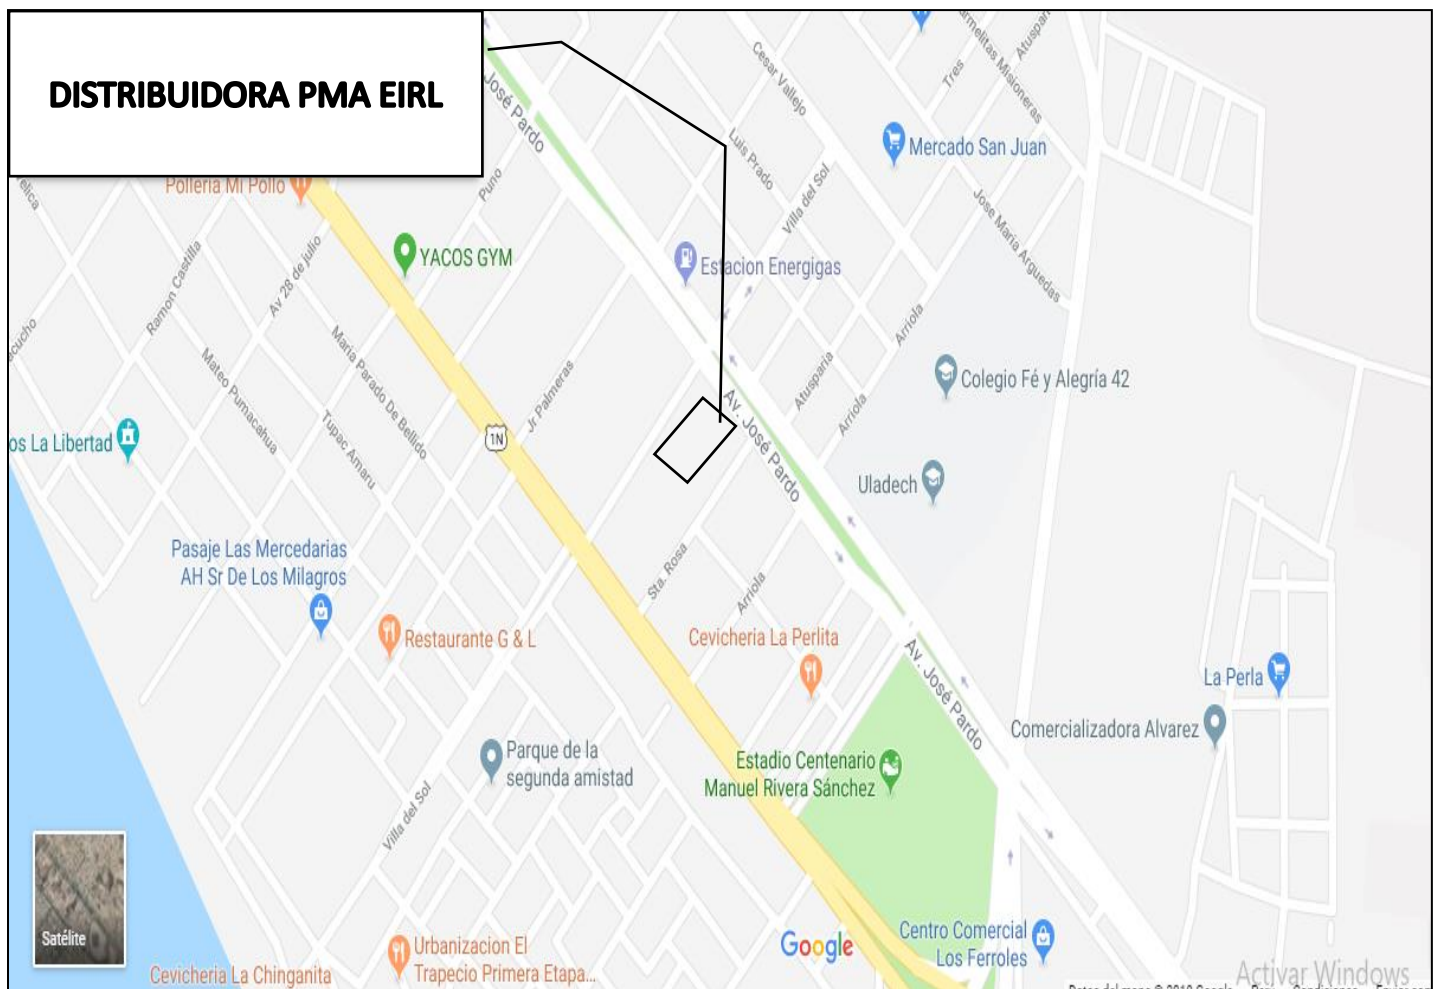 DISTRIBUIDORA PMA EIRL
José Pardo
Cesar Vallejo
Tres
Atuspari
Luis Prado
Mercado San Juan
Polleria Mi Pollo
Puno
Villa del Sol
Jose Maria Arguedas
YACOS GYM
Estacion Energigas
Ramon Castilla
Av 28 de julio
Maria Parado De Bellido
Arriola
Mateo Pumacahua
Jr Palmeras
Atusparia
Colegio Fé y Alegría 42
Tupac Amaru
1N
Av. José Pardo
Arriola
os La Libertad
Uladech
Pasaje Las Mercedarias
AH Sr De Los Milagros
Sta. Rosa
Arriola
Restaurante G & L
Cevicheria La Perlita
Av. José Pardo
La Perla
Comercializadora Alvarez
Parque de la
segunda amistad
Estadio Centenario
Manuel Rivera Sánchez
Villa del Sol
Satélite
Urbanizacion El
Trapecio Primera Etapa...
Google
Centro Comercial
Los Ferroles
Cevicheria La Chinganita
Activar Windows